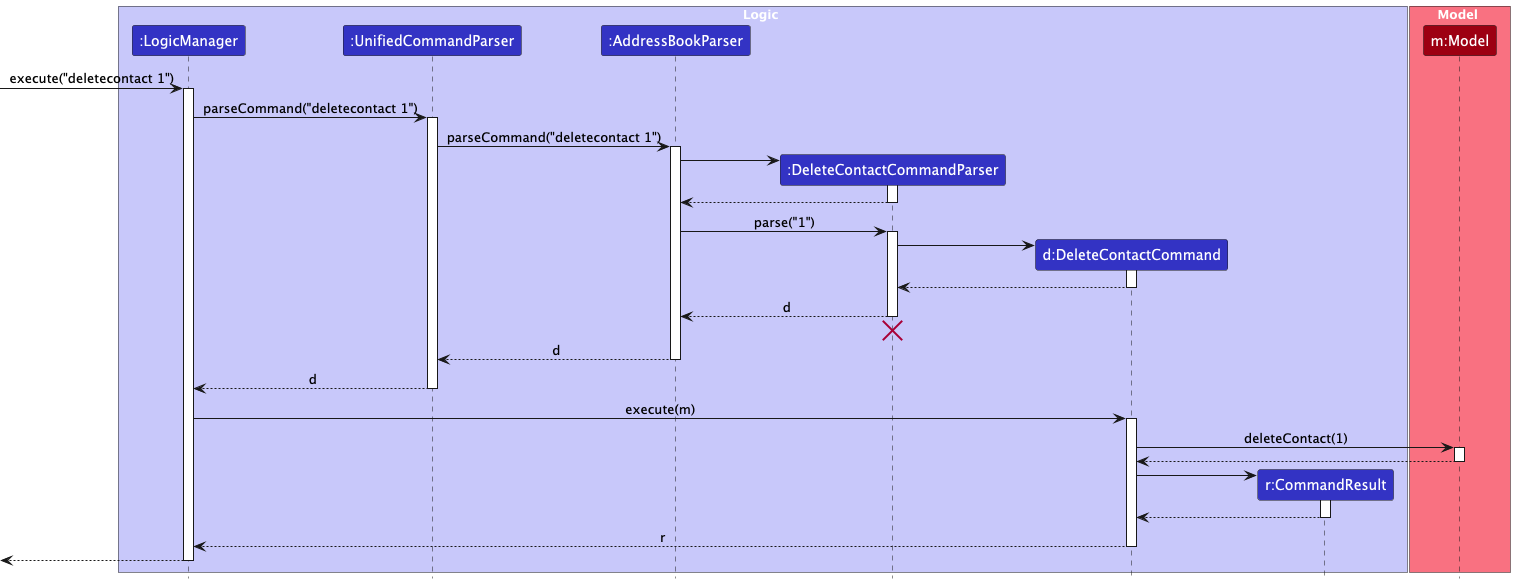 Logic
Model
:LogicManager
:UnifiedCommandParser
:AddressBookParser
m:Model
execute("deletecontact 1")
parseCommand("deletecontact 1")
parseCommand("deletecontact 1")
:DeleteContactCommandParser
parse("1")
d:DeleteContactCommand
d
d
d
execute(m)
deleteContact(1)
r:CommandResult
r